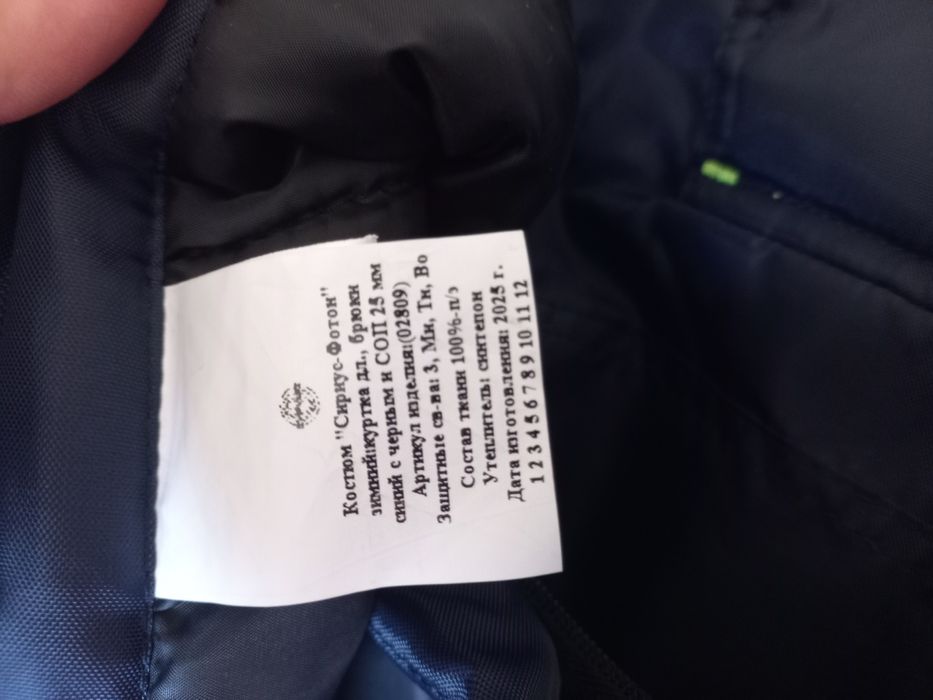 Костюм "Сириус-Фотон"
зимний:куртка дл., брюки
синий с черным и СОП 25 мм
Артикул изделия:(02809)
Защитные св-ва: З, Ми, Тн, Во
Состав ткани 100%-п/э
Утеплитель: синтепон
Дата изготовления: 2025 г.
1 2 3 4 5 6 7 8 9 10 11 12